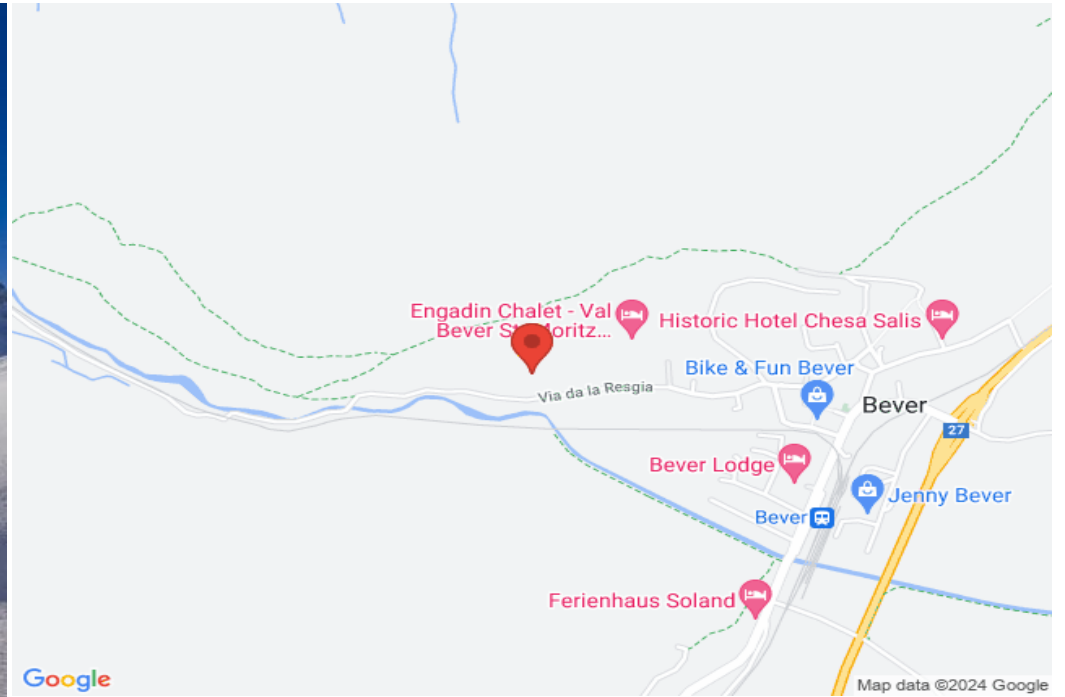 Engadin Chalet - Val
Bever St. Moritz...
Historic Hotel Chesa Salis
Bike & Fun Bever
Via da la Resgia
Bever
27
Bever Lodge
Jenny Bever
Bever
Ferienhaus Soland
Google
Map data ©2024 Google